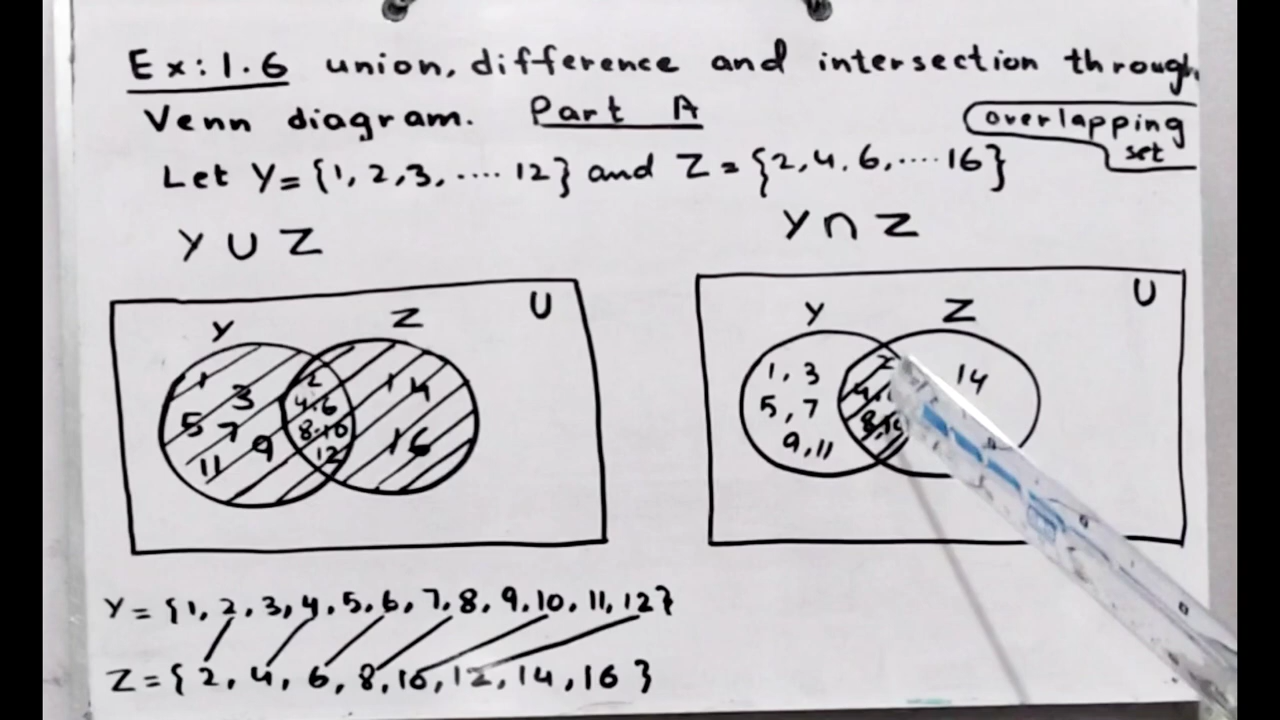 Ex: 1.6 union, difference and intersection through
Venn diagram. Part A
overlapping
set
Let Y = {1, 2, 3, .... 12} and Z = {2, 4, 6, .... 16}
Y U Z
Y ∩ Z
U
Y Z
1
3
5 7 9
11
2
4, 6
8, 10
12
14
16
U
Y Z
1, 3
5, 7
9, 11
2
14
Y = {1, 2, 3, 4, 5, 6, 7, 8, 9, 10, 11, 12}
Z = { 2, 4, 6, 8, 10, 12, 14, 16 }